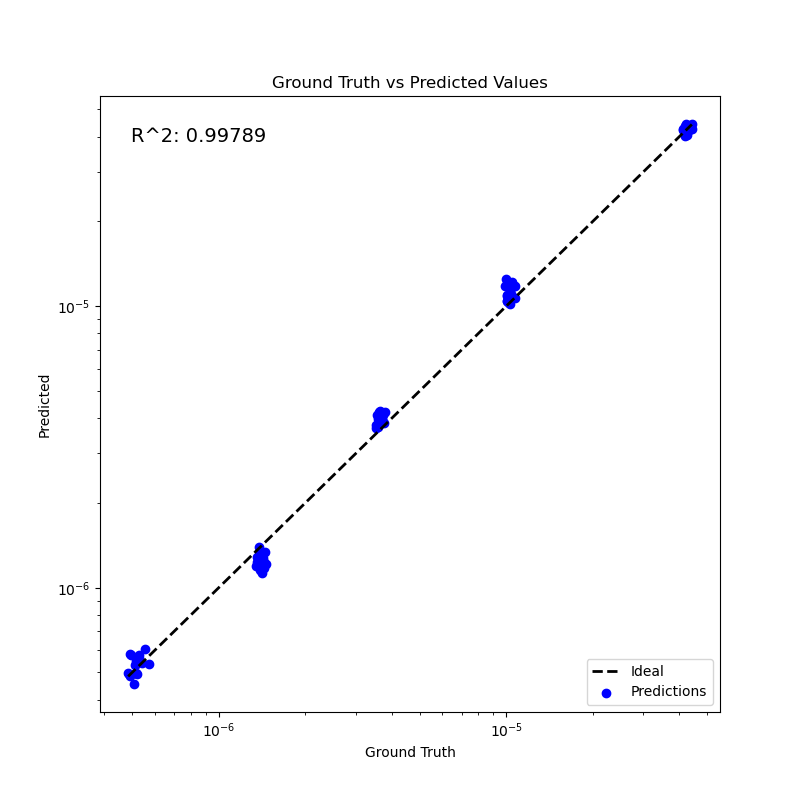 Ground Truth vs Predicted Values
R^2: 0.99789
Predicted
10⁻⁵
10⁻⁶
Ideal
Predictions
10⁻⁶
10⁻⁵
Ground Truth